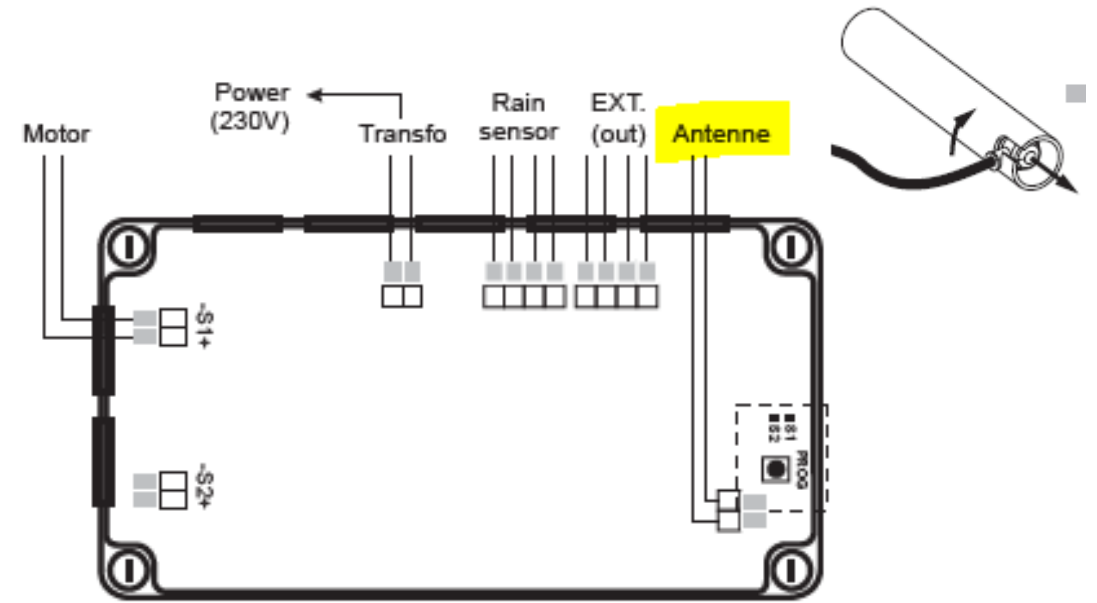 Power
(230V)
Motor
Transfo
Rain
sensor
EXT.
(out)
Antenne
-S1+
-S2+
S1
S2
PROG